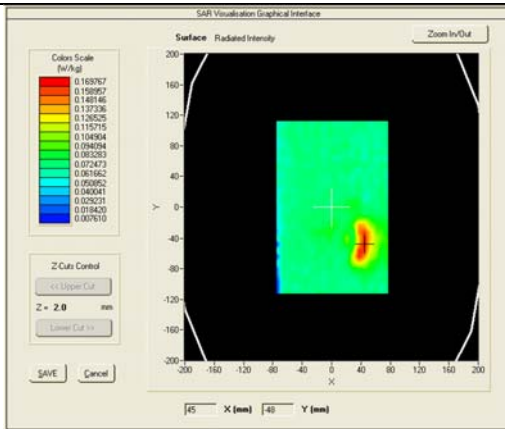 SAR Visualisation Graphical Interface
Surface Radiated Intensity
Zoom In/Out
Colors Scale
(W/kg)
0.169767
0.158957
0.148146
0.137336
0.126525
0.115715
0.104904
0.094094
0.083283
0.072473
0.061662
0.050852
0.040041
0.029231
0.018420
0.007610
Z-Cuts Control
<< Upper Cut
Z = 2.0 mm
Lower Cut >>
SAVE Cancel
Y
200
160
120
80
40
0
-40
-80
-120
-160
-200
-200 -160 -120 -80 -40 0 40 80 120 160 200
X
45 X (mm) -48 Y (mm)